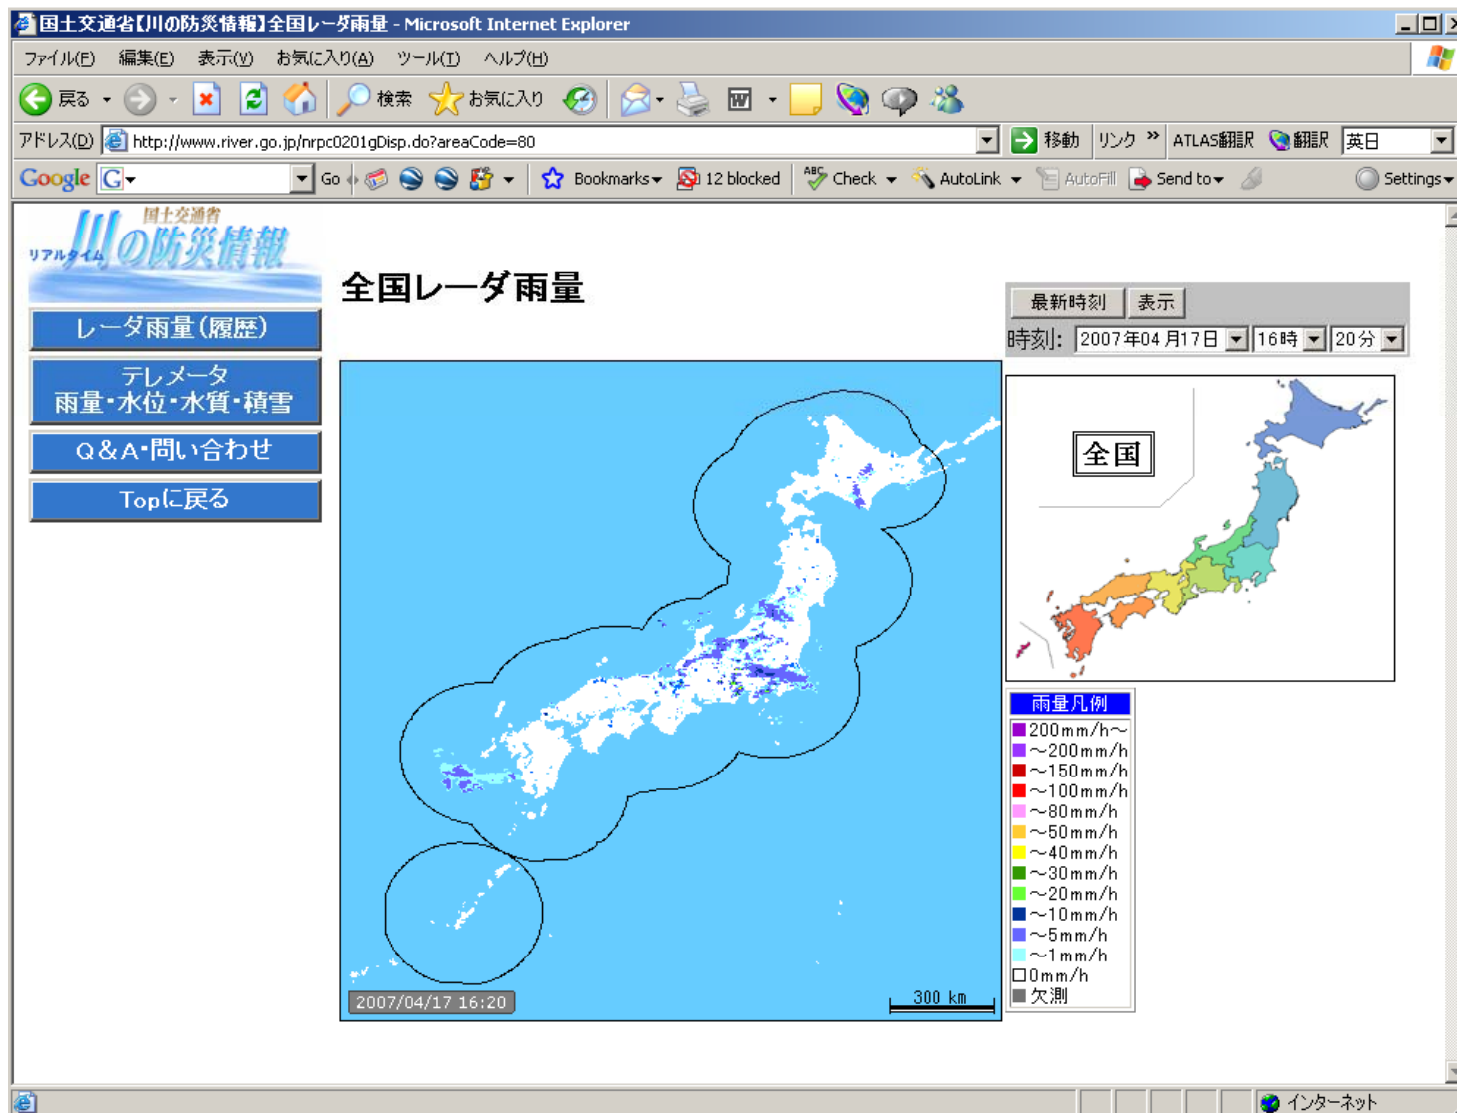 国土交通省【川の防災情報】全国レーダ雨量 - Microsoft Internet Explorer
ファイル(F) 編集(E) 表示(V) お気に入り(A) ツール(T) ヘルプ(H)
戻る 検索 お気に入り
アドレス(D) http://www.river.go.jp/nrpc0201gDisp.do?areaCode=80 移動 リンク » ATLAS翻訳 翻訳 英日
Google G Go Bookmarks 12 blocked ABC Check AutoLink AutoFill Send to Settings
国土交通省
リアルタイム 川の防災情報
レーダ雨量(履歴)
テレメータ
雨量・水位・水質・積雪
Q&A・問い合わせ
Topに戻る
全国レーダ雨量
最新時刻 表示
時刻: 2007年04月17日 16時 20分
全国
雨量凡例
200mm/h～
～200mm/h
～150mm/h
～100mm/h
～80mm/h
～50mm/h
～40mm/h
～30mm/h
～20mm/h
～10mm/h
～5mm/h
～1mm/h
0mm/h
欠測
2007/04/17 16:20
300 km
インターネット